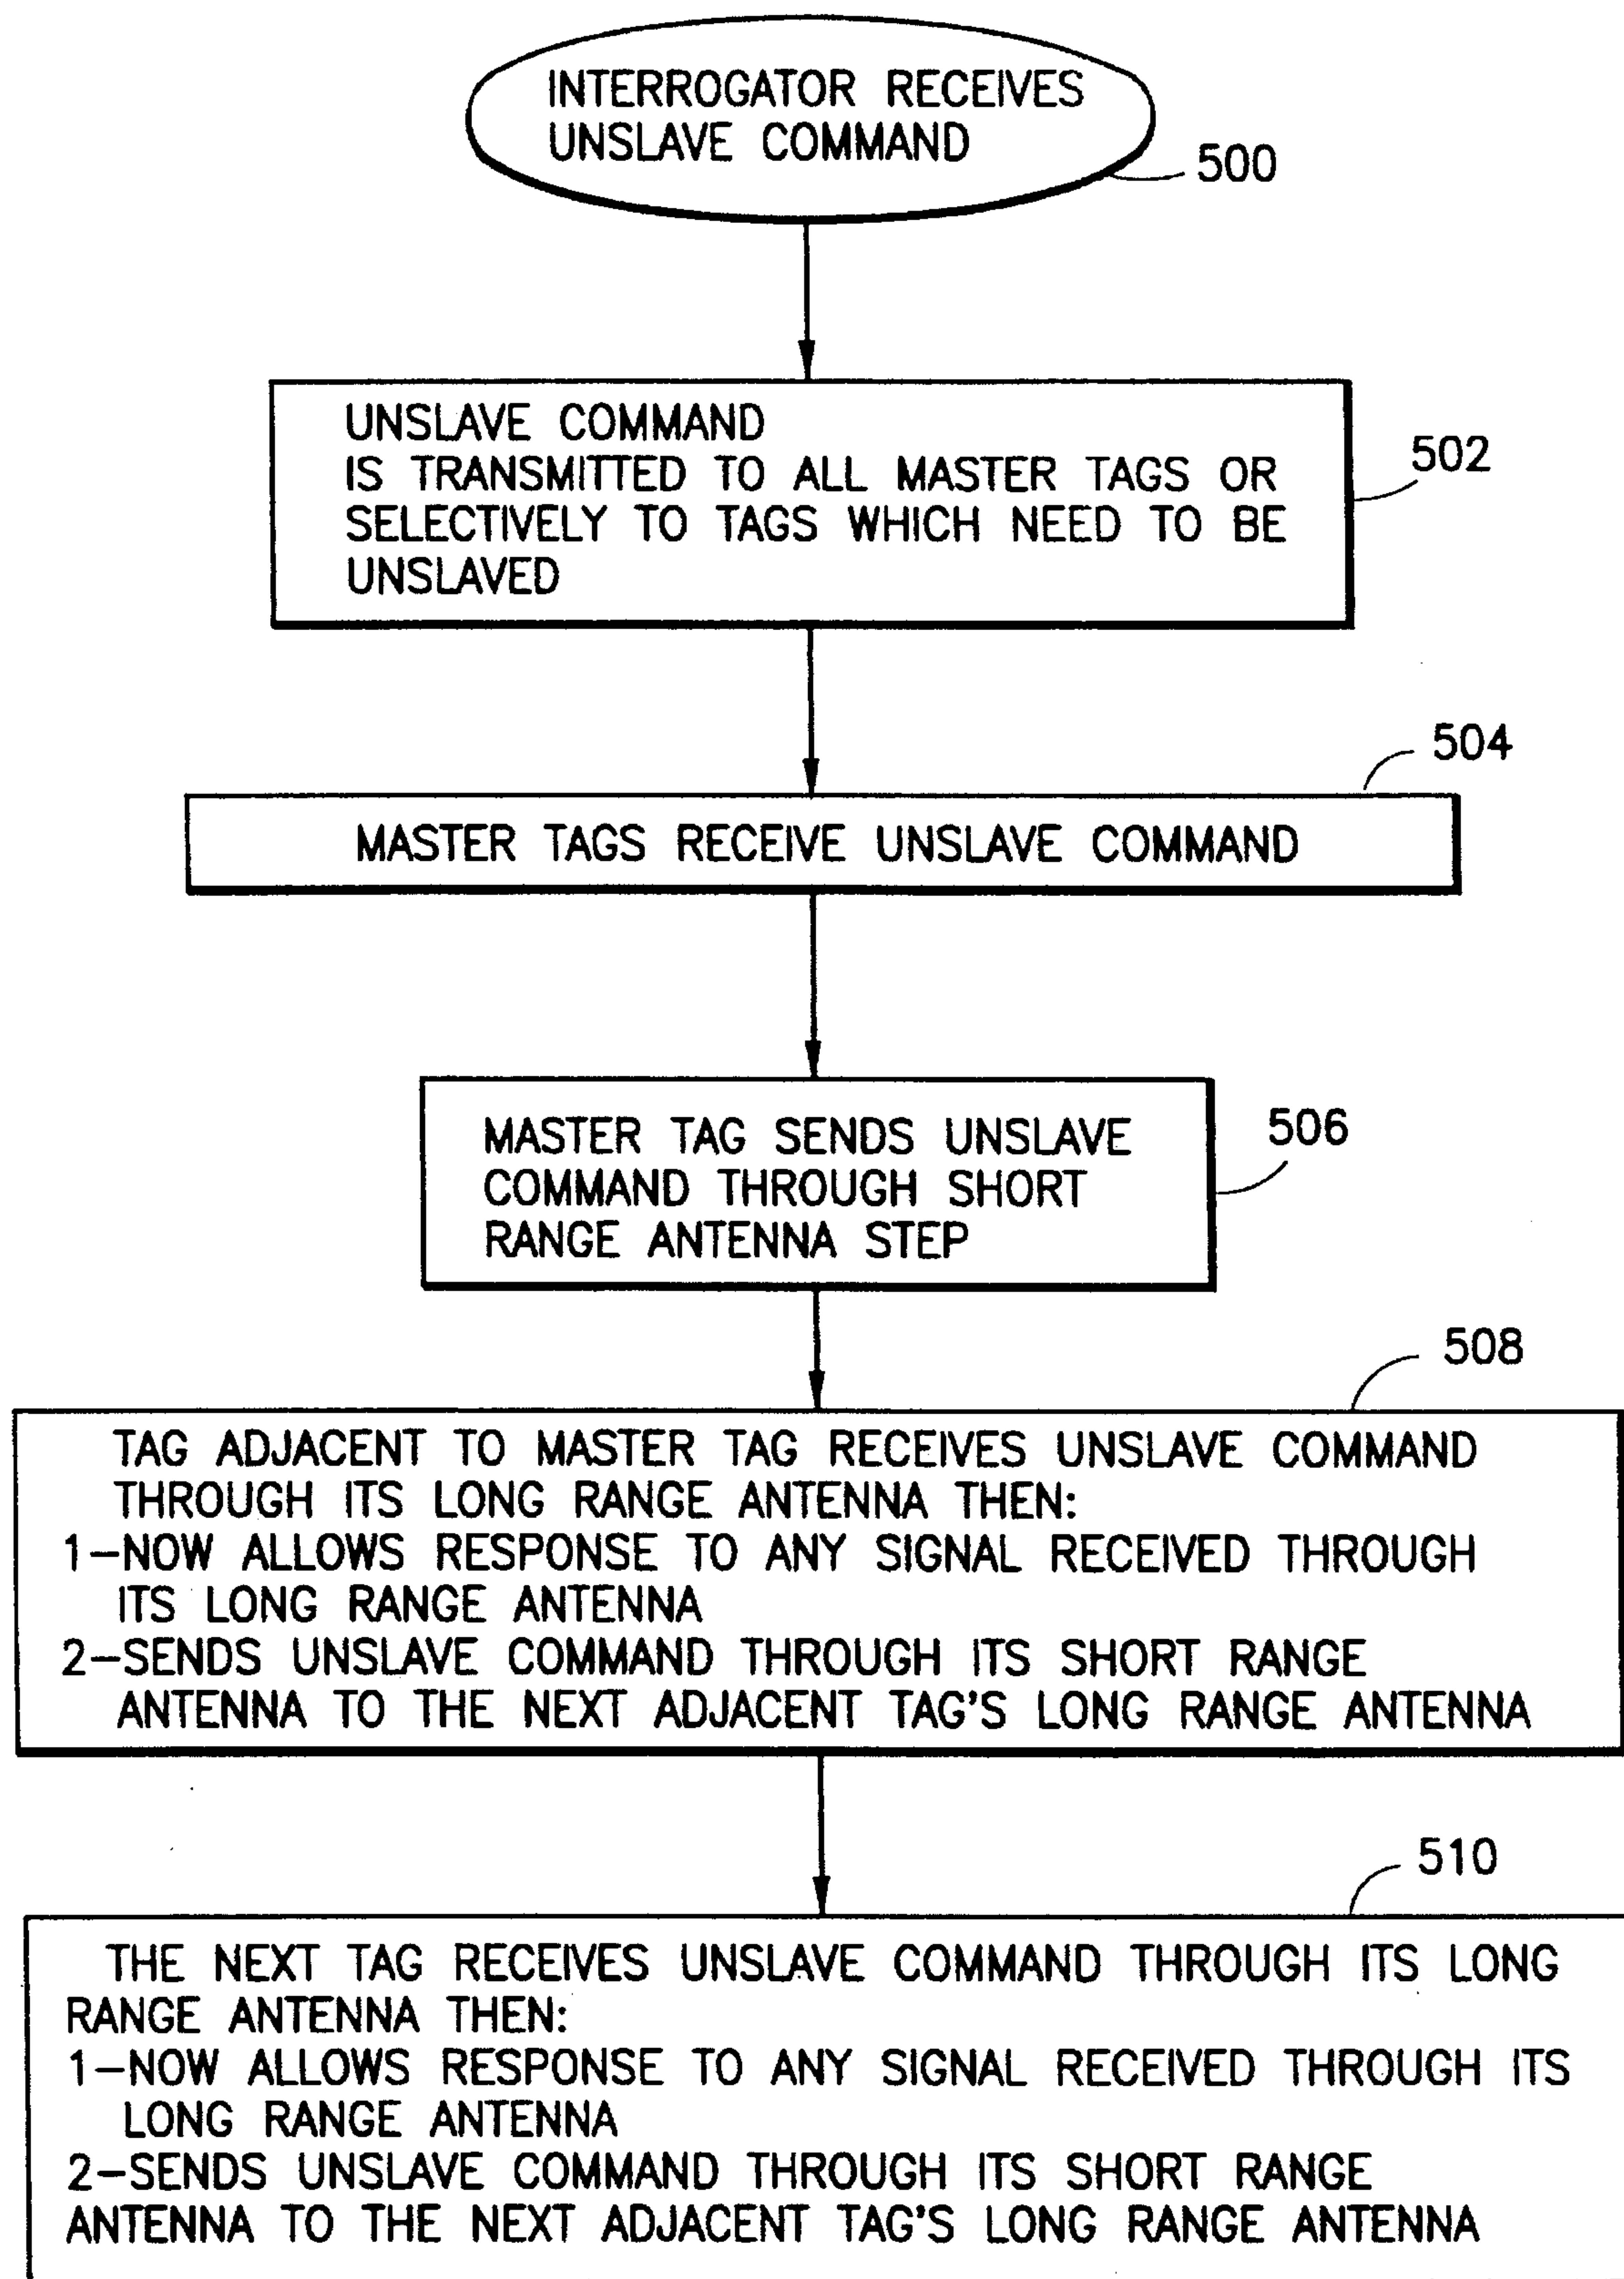 INTERROGATOR RECEIVES
UNSLAVE COMMAND
500
UNSLAVE COMMAND
IS TRANSMITTED TO ALL MASTER TAGS OR
SELECTIVELY TO TAGS WHICH NEED TO BE
UNSLAVED
502
504
MASTER TAGS RECEIVE UNSLAVE COMMAND
MASTER TAG SENDS UNSLAVE
COMMAND THROUGH SHORT
RANGE ANTENNA STEP
506
508
TAG ADJACENT TO MASTER TAG RECEIVES UNSLAVE COMMAND
THROUGH ITS LONG RANGE ANTENNA THEN:
1-NOW ALLOWS RESPONSE TO ANY SIGNAL RECEIVED THROUGH
ITS LONG RANGE ANTENNA
2-SENDS UNSLAVE COMMAND THROUGH ITS SHORT RANGE
ANTENNA TO THE NEXT ADJACENT TAG'S LONG RANGE ANTENNA
510
THE NEXT TAG RECEIVES UNSLAVE COMMAND THROUGH ITS LONG
RANGE ANTENNA THEN:
1-NOW ALLOWS RESPONSE TO ANY SIGNAL RECEIVED THROUGH ITS
LONG RANGE ANTENNA
2-SENDS UNSLAVE COMMAND THROUGH ITS SHORT RANGE
ANTENNA TO THE NEXT ADJACENT TAG'S LONG RANGE ANTENNA